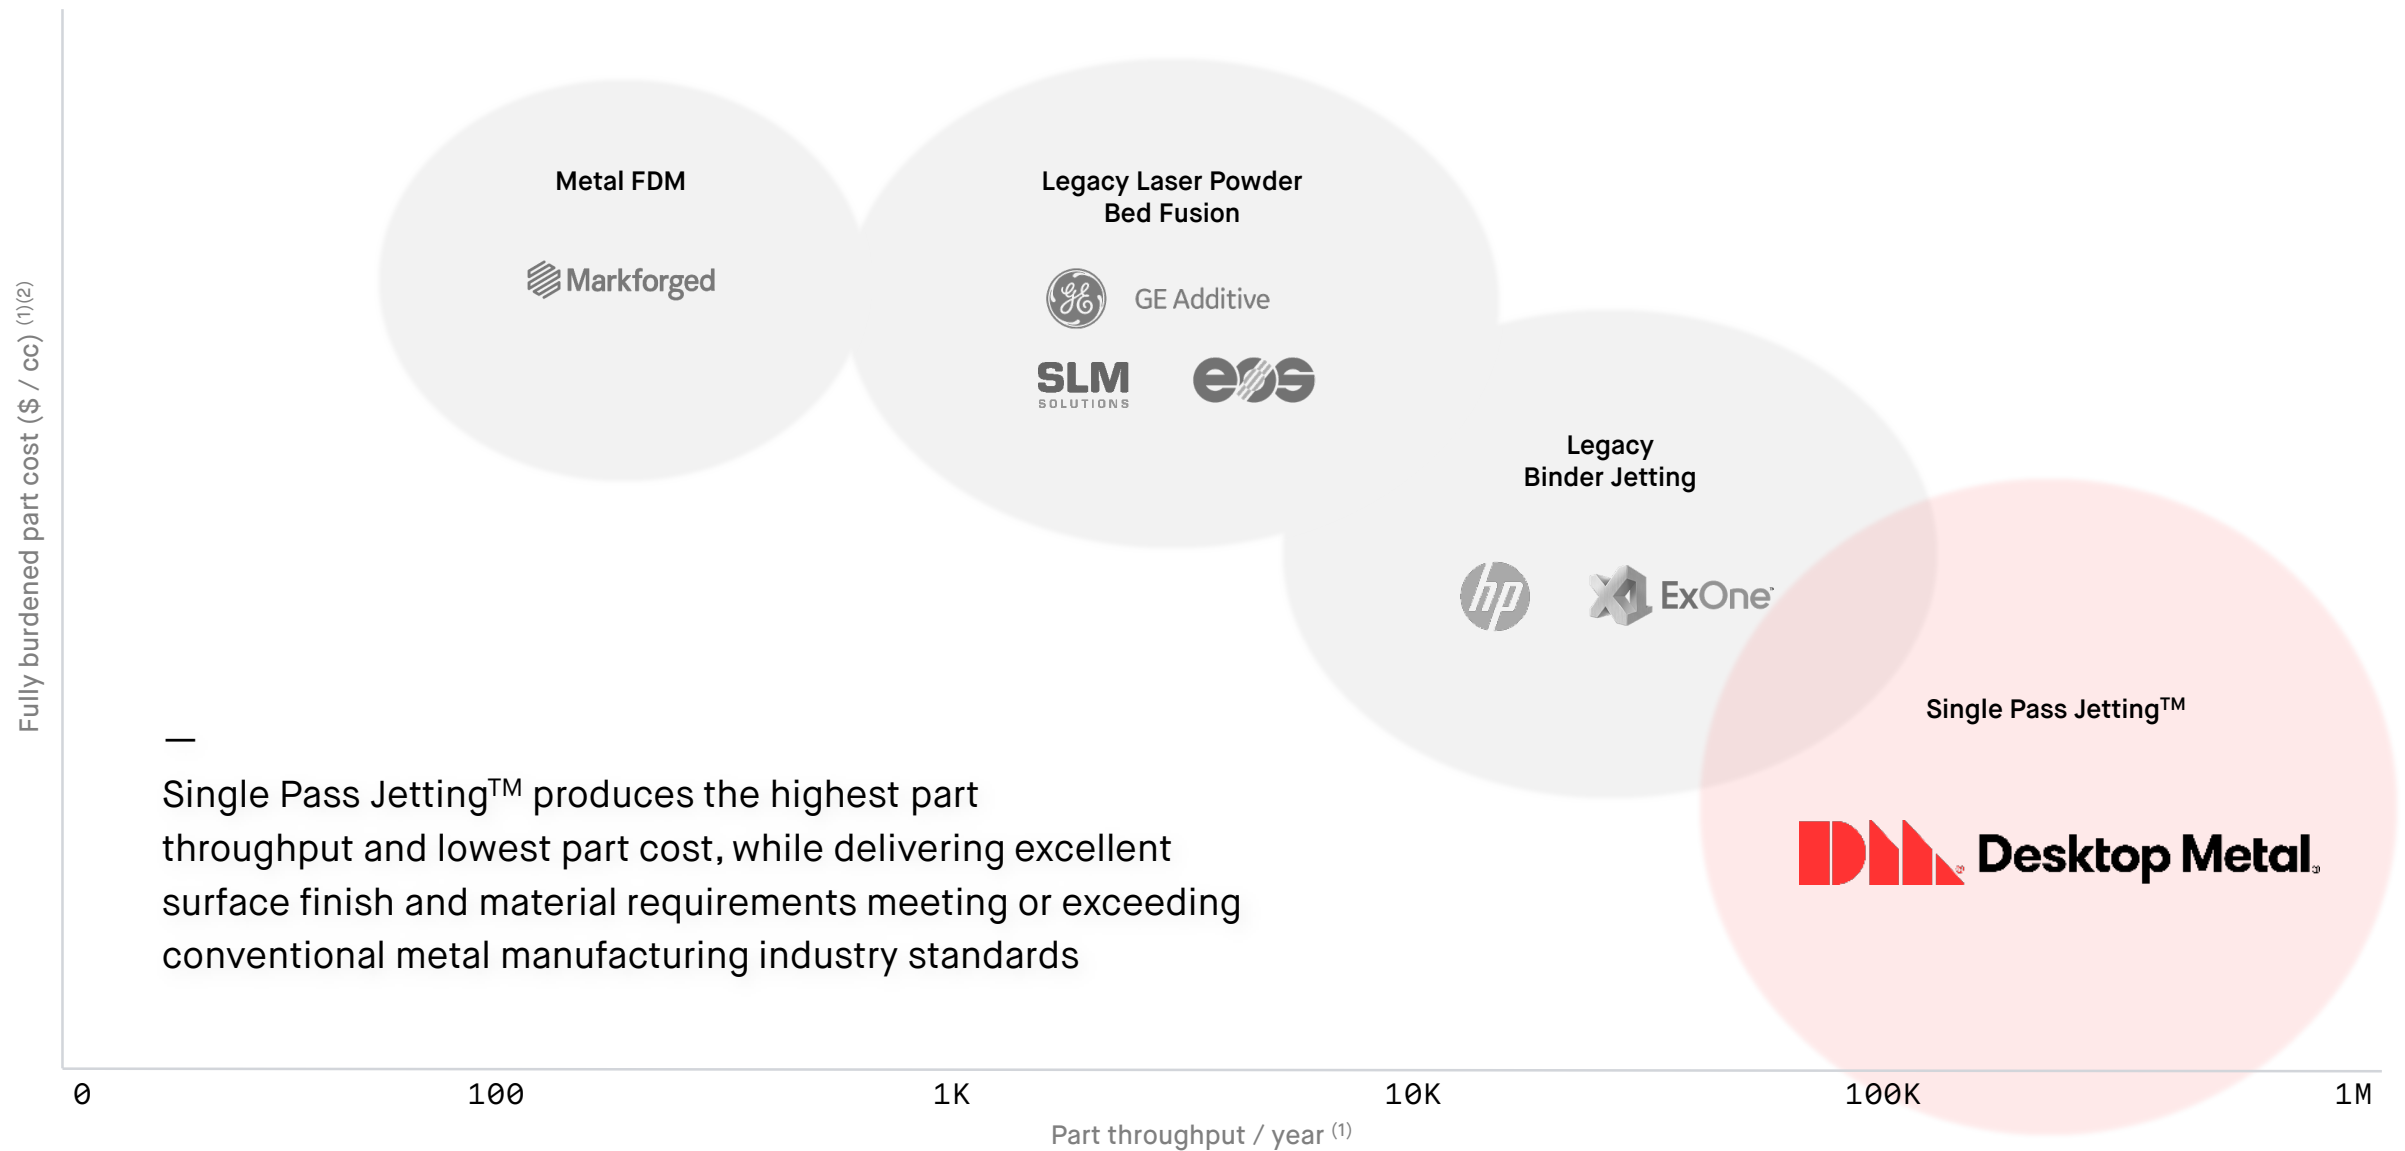 Metal FDM
Markforged
Legacy Laser Powder
Bed Fusion
GE Additive
SLM
SOLUTIONS
eos
Legacy
Binder Jetting
hp
ExOne™
Single Pass Jetting™
Desktop Metal®
Fully burdened part cost ($ / cc) (1)(2)
—
Single Pass Jetting™ produces the highest part
throughput and lowest part cost, while delivering excellent
surface finish and material requirements meeting or exceeding
conventional metal manufacturing industry standards
0 100 1K 10K 100K 1M
Part throughput / year (1)